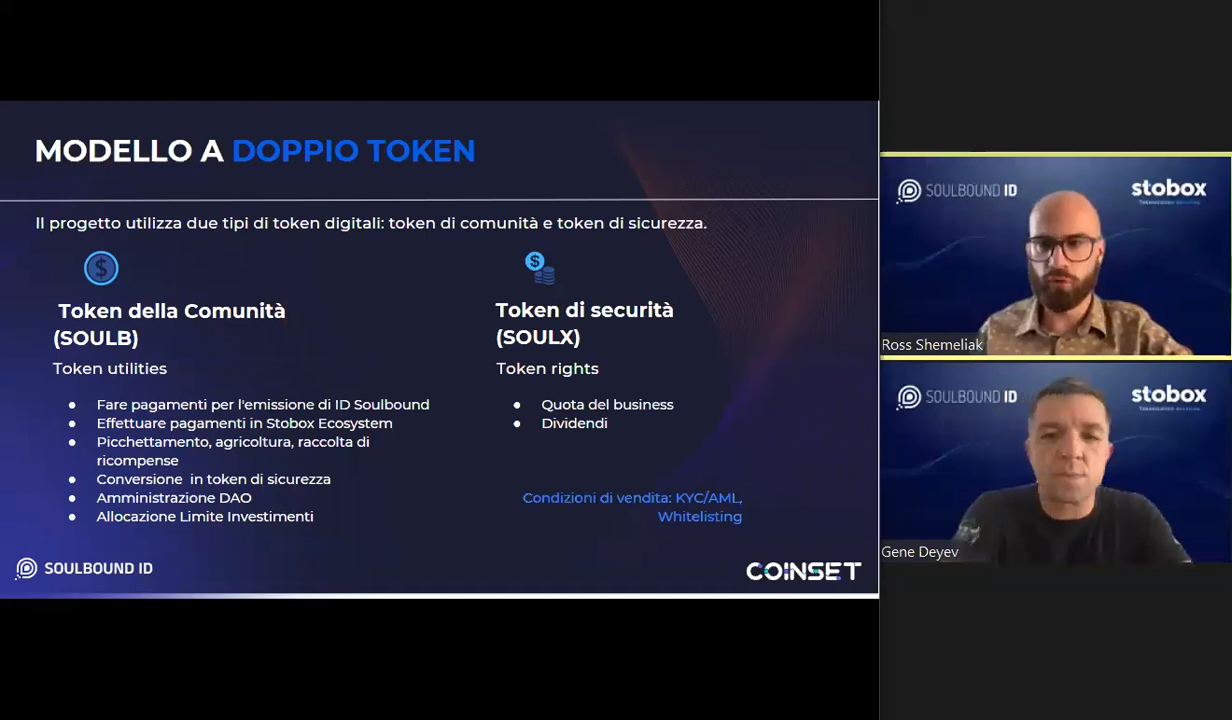 MODELLO A DOPPIO TOKEN
Il progetto utilizza due tipi di token digitali: token di comunità e token di sicurezza.
Token della Comunità
(SOULB)
Token utilities
● Fare pagamenti per l'emissione di ID Soulbound
● Effettuare pagamenti in Stobox Ecosystem
● Picchettamento, agricoltura, raccolta di
ricompense
● Conversione in token di sicurezza
● Amministrazione DAO
● Allocazione Limite Investimenti
Token di securità
(SOULX)
Token rights
● Quota del business
● Dividendi
Condizioni di vendita: KYC/AML,
Whitelisting
SOULBOUND ID
COINSET
SOULBOUND ID
stobox
Ross Shemeliak
SOULBOUND ID
stobox
Gene Deyev